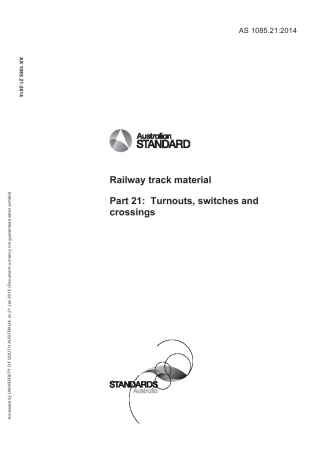 AS 1085.21:2014
AS 1085.21:2014
Australian
STANDARD
Railway track material
Part 21: Turnouts, switches and
crossings
Accessed by UNIVERSITY OF SOUTH AUSTRALIA on 21 Jan 2015 (Document currency not guaranteed when printed)
STANDARDS
Australia